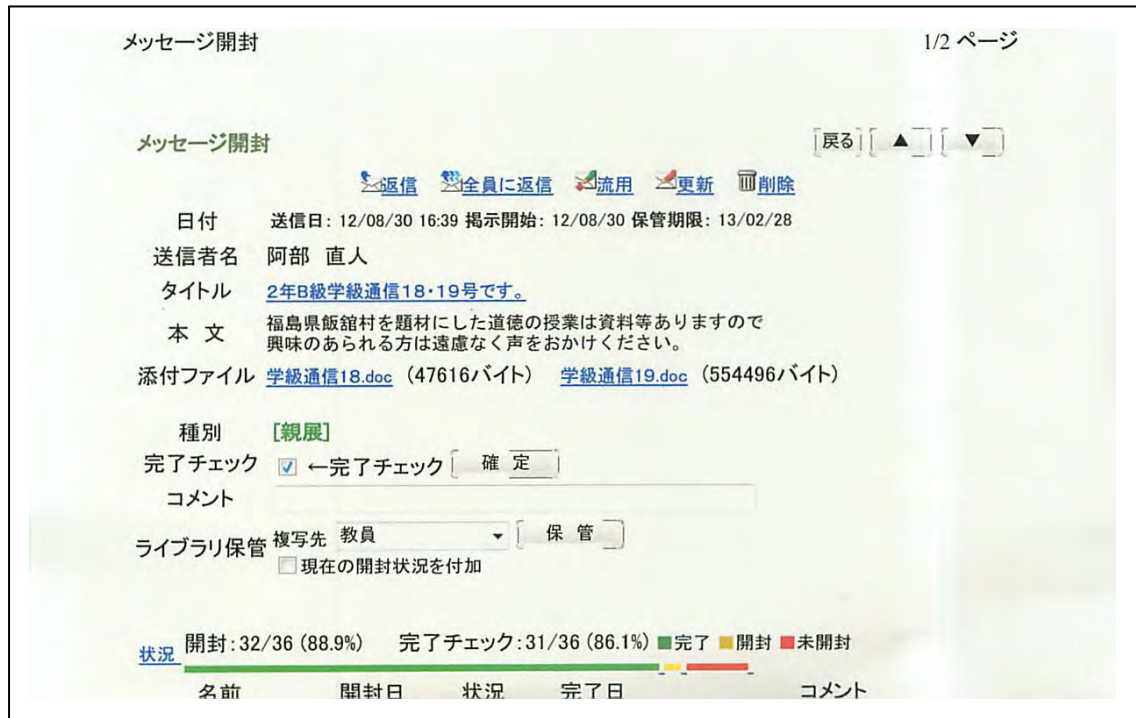 メッセージ開封 1/2 ページ
メッセージ開封 [戻る] [ ▲ ] [ ▼ ]
返信 全員に返信 流用 更新 削除
日付 送信日: 12/08/30 16:39 掲示開始: 12/08/30 保管期限: 13/02/28
送信者名 阿部 直人
タイトル 2年B級学級通信18・19号です。
本 文 福島県飯舘村を題材にした道徳の授業は資料等ありますので
興味のあられる方は遠慮なく声をおかけください。
添付ファイル 学級通信18.doc (47616バイト) 学級通信19.doc (554496バイト)
種別 [親展]
完了チェック ←完了チェック [ 確 定 ]
コメント
ライブラリ保管 複写先 教員 [ 保 管 ]
現在の開封状況を付加
状況 開封:32/36 (88.9%) 完了チェック:31/36 (86.1%) ■完了 ■開封 ■未開封
名前 開封日 状況 完了日 コメント